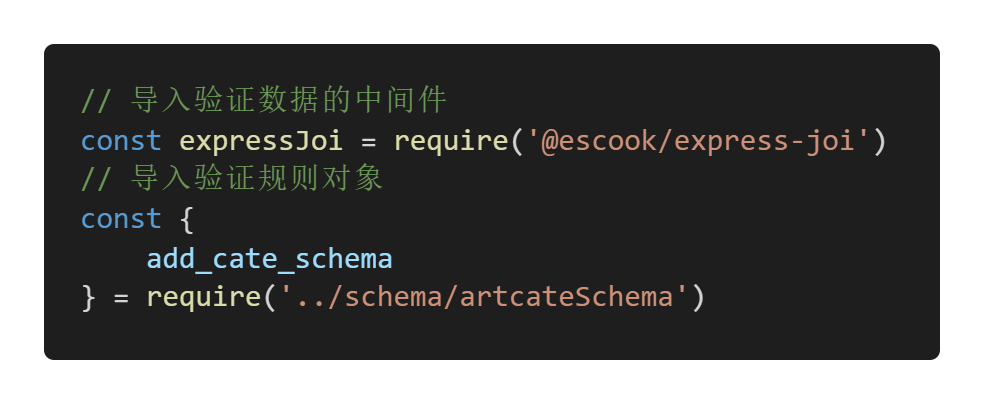 // 导入验证数据的中间件
const expressJoi = require('@escook/express-joi')
// 导入验证规则对象
const {
    add_cate_schema
} = require('../schema/artcateSchema')